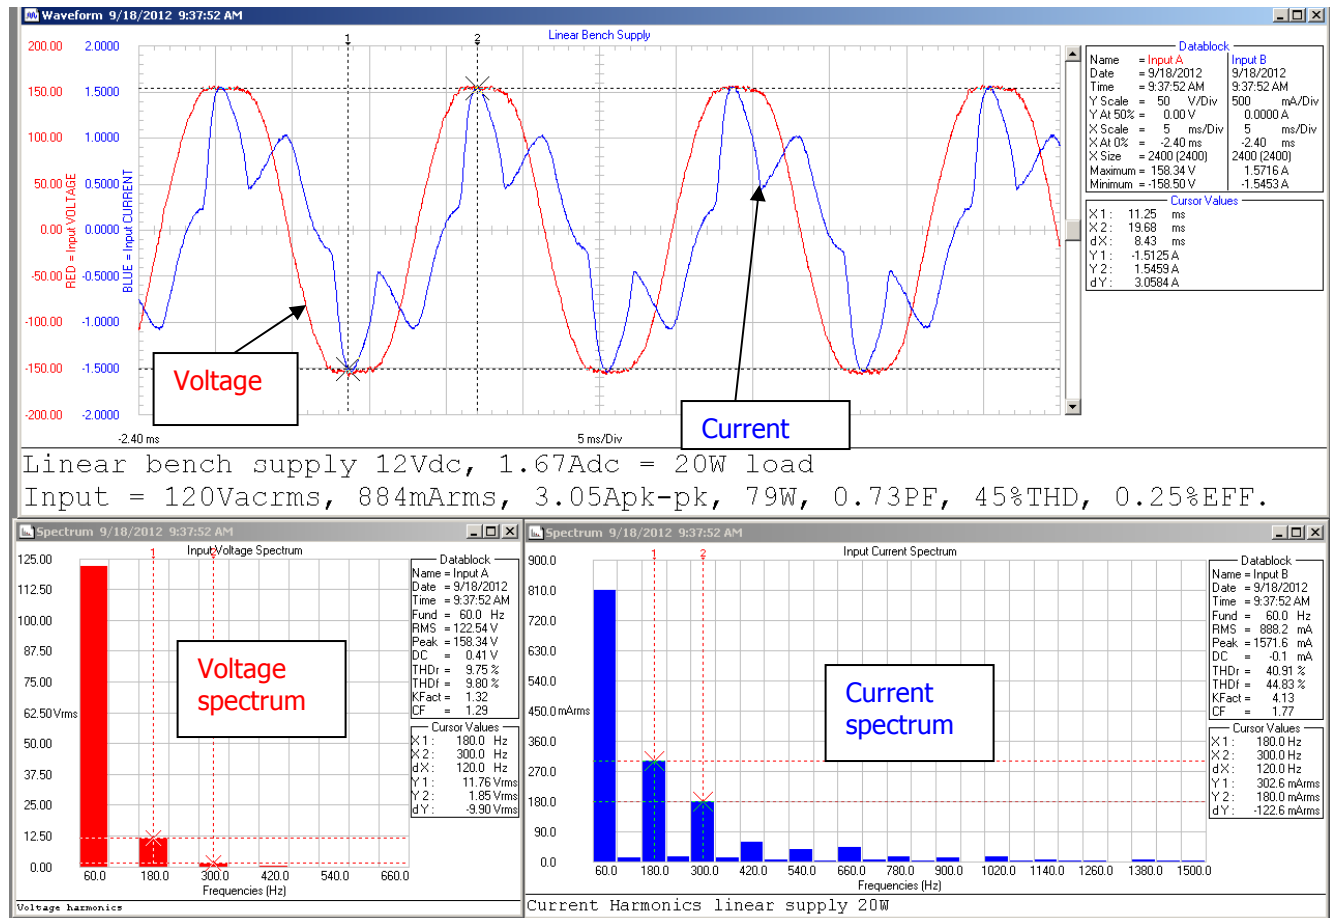 Waveform 9/18/2012 9:37:52 AM
Linear Bench Supply
1
2
200.00 2.0000
150.00 1.5000
100.00 1.0000
50.00 0.5000
0.00 0.0000
-50.00 -0.5000
-100.00 -1.0000
-150.00 -1.5000
-200.00 -2.0000
RED = Input VOLTAGE
BLUE = Input CURRENT
-2.40 ms
5 ms/Div
Voltage
Current
Datablock
Name = Input A Input B
Date = 9/18/2012 9/18/2012
Time = 9:37:52 AM 9:37:52 AM
Y Scale = 50 V/Div 500 mA/Div
Y At 50% = 0.00 V 0.0000 A
X Scale = 5 ms/Div 5 ms/Div
X At 0% = -2.40 ms -2.40 ms
X Size = 2400 (2400) 2400 (2400)
Maximum = 158.34 V 1.5716 A
Minimum = -158.50 V -1.5453 A
Cursor Values
X1: 11.25 ms
X2: 19.68 ms
dX: 8.43 ms
Y1: -1.5125 A
Y2: 1.5459 A
dY: 3.0584 A
Linear bench supply 12Vdc, 1.67Adc = 20W load
Input = 120Vacrms, 884mArms, 3.05Apk-pk, 79W, 0.73PF, 45%THD, 0.25%EFF.
Spectrum 9/18/2012 9:37:52 AM
Input Voltage Spectrum
1
2
125.00
112.50
100.00
87.50
75.00
62.50 Vrms
50.00
37.50
25.00
12.50
0.00
60.0 180.0 300.0 420.0 540.0 660.0
Frequencies (Hz)
Voltage spectrum
Datablock
Name = Input A
Date = 9/18/2012
Time = 9:37:52 AM
Fund = 60.0 Hz
RMS = 122.54 V
Peak = 158.34 V
DC = 0.41 V
THDr = 9.75 %
THDf = 9.80 %
KFact = 1.32
CF = 1.29
Cursor Values
X1: 180.0 Hz
X2: 300.0 Hz
dX: 120.0 Hz
Y1: 11.76 Vrms
Y2: 1.85 Vrms
dY: -9.90 Vrms
Voltage harmonics
Spectrum 9/18/2012 9:37:52 AM
Input Current Spectrum
1
2
900.0
810.0
720.0
630.0
540.0
450.0 mArms
360.0
270.0
180.0
90.0
0.0
60.0 180.0 300.0 420.0 540.0 660.0 780.0 900.0 1020.0 1140.0 1260.0 1380.0 1500.0
Frequencies (Hz)
Current spectrum
Datablock
Name = Input B
Date = 9/18/2012
Time = 9:37:52 AM
Fund = 60.0 Hz
RMS = 888.2 mA
Peak = 1571.6 mA
DC = -0.1 mA
THDr = 40.91 %
THDf = 44.83 %
KFact = 4.13
CF = 1.77
Cursor Values
X1: 180.0 Hz
X2: 300.0 Hz
dX: 120.0 Hz
Y1: 302.6 mArms
Y2: 180.0 mArms
dY: -122.6 mArms
Current Harmonics linear supply 20W